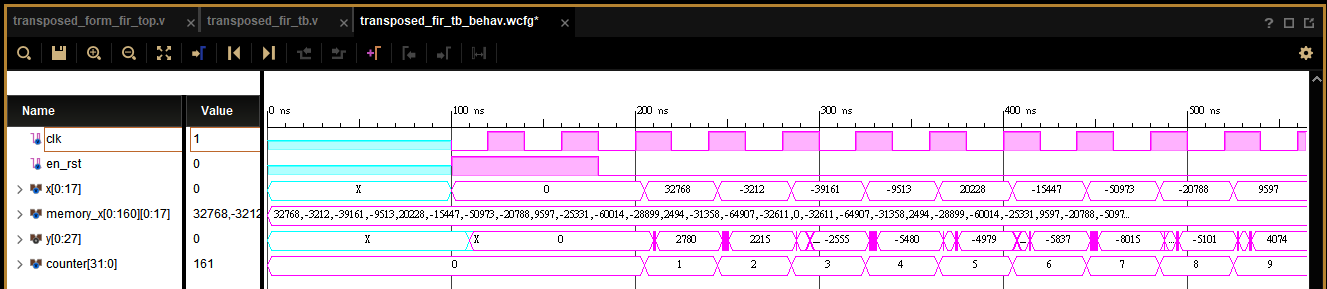 transposed_form_fir_top.v × transposed_fir_tb.v × transposed_fir_tb_behav.wcfg* ×
?
Name Value
0 ns 100 ns 200 ns 300 ns 400 ns 500 ns
clk 1
en_rst 0
x[0:17] 0 X 0 32768 -3212 -39161 -9513 20228 -15447 -50973 -20788 9597
memory_x[0:160][0:17] 32768,-3212 32768,-3212,-39161,-9513,20228,-15447,-50973,-20788,9597,-25331,-60014,-28899,2494,-31358,-64907,-32611,0,-32611,-64907,-31358,2494,-28899,-60014,-25331,9597,-20788,-5097...
y[0:27] 0 X X 0 2780 2215 ... -2555 -5480 ... -4979 ... -5837 -8015 ... -5101 4074
counter[31:0] 161 0 1 2 3 4 5 6 7 8 9